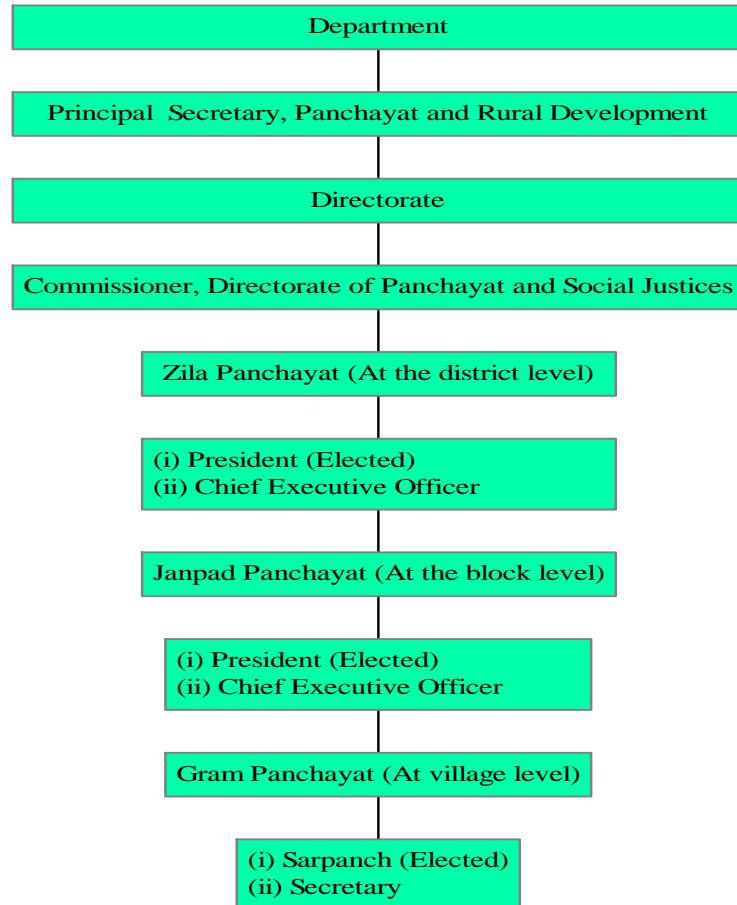 Department
Principal Secretary, Panchayat and Rural Development
Directorate
Commissioner, Directorate of Panchayat and Social Justices
Zila Panchayat (At the district level)
(i) President (Elected)
(ii) Chief Executive Officer
Janpad Panchayat (At the block level)
(i) President (Elected)
(ii) Chief Executive Officer
Gram Panchayat (At village level)
(i) Sarpanch (Elected)
(ii) Secretary